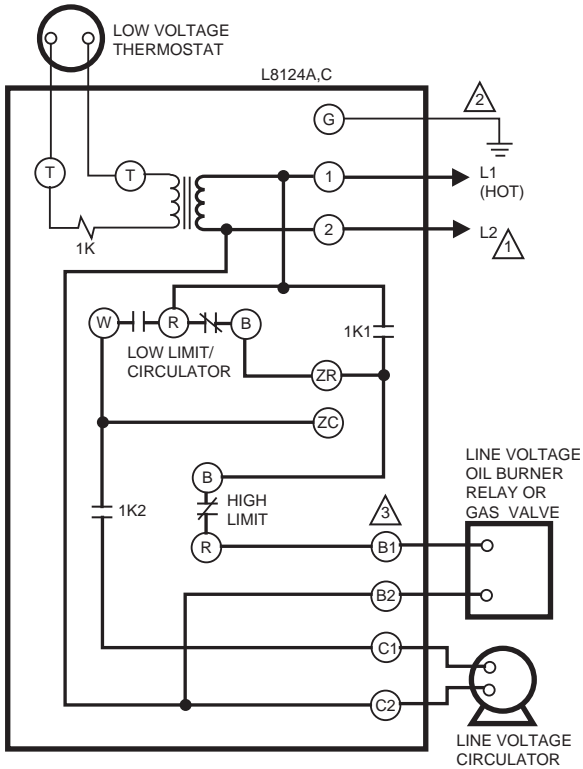 LOW VOLTAGE
THERMOSTAT
L8124A,C
G
2
T
T
1
L1
(HOT)
2
L2
1
1K
W
R
B
1K1
LOW LIMIT/
CIRCULATOR
ZR
ZC
LINE VOLTAGE
OIL BURNER
RELAY OR
GAS VALVE
B
1K2
HIGH
LIMIT
3
R
B1
B2
C1
C2
LINE VOLTAGE
CIRCULATOR